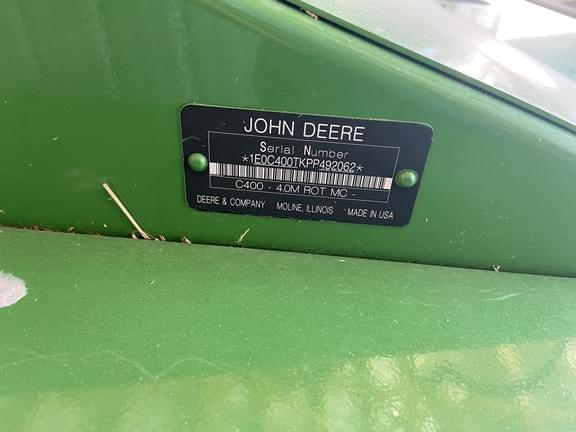 JOHN DEERE
Serial Number
*1E0C400TKPP492062*
C400 - 4.0M ROT MC -
DEERE & COMPANY MOLINE, ILLINOIS MADE IN USA